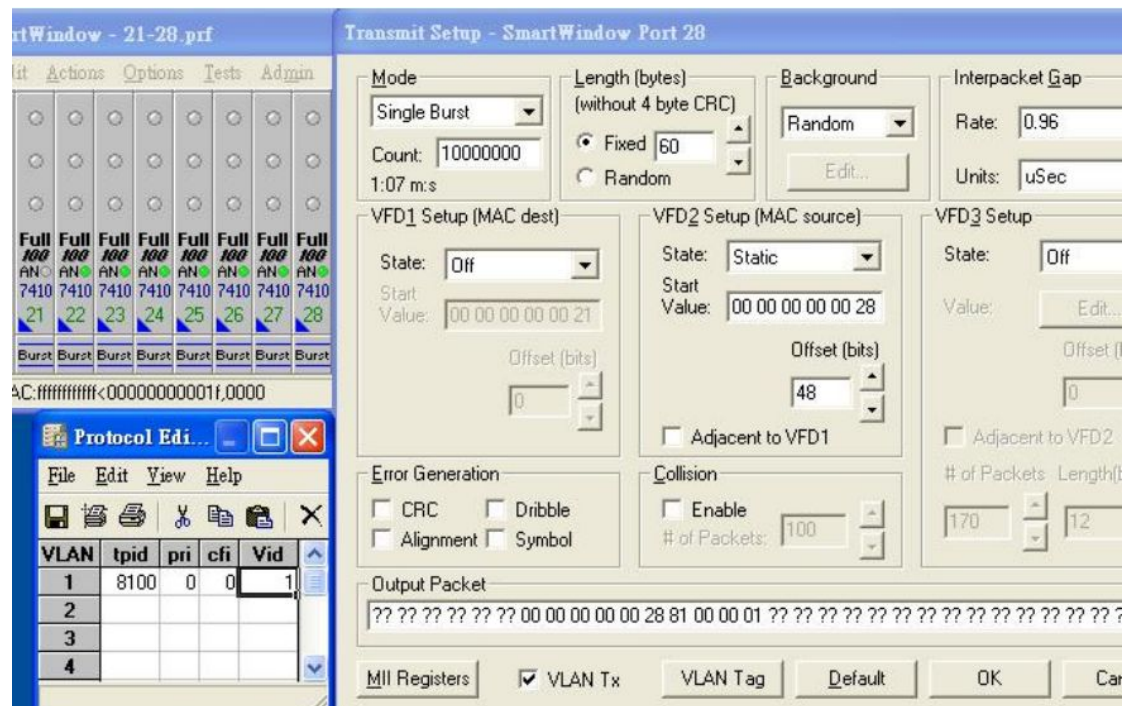 rtWindow - 21-28.prf
dit Actions Options Tests Admin
Full Full Full Full Full Full Full Full
100 100 100 100 100 100 100 100
AN AN AN AN AN AN AN AN
7410 7410 7410 7410 7410 7410 7410 7410
21 22 23 24 25 26 27 28
Burst Burst Burst Burst Burst Burst Burst Burst
AC:ffffffffffff<00000000001f,0000
Protocol Edi...
File Edit View Help
VLAN tpid pri cfi Vid
1 8100 0 0 1
2
3
4
Transmit Setup - SmartWindow Port 28
Mode
Single Burst
Count: 10000000
1:07 m:s
Length (bytes)
(without 4 byte CRC)
Fixed 60
Random
Background
Random
Edit...
Interpacket Gap
Rate: 0.96
Units: uSec
VFD1 Setup (MAC dest)
State: Off
Start
Value: 00 00 00 00 00 21
Offset (bits)
0
VFD2 Setup (MAC source)
State: Static
Start
Value: 00 00 00 00 00 28
Offset (bits)
48
Adjacent to VFD1
VFD3 Setup
State: Off
Value: Edit...
Offset (
0
Adjacent to VFD2
# of Packets Length(b
170 12
Error Generation
CRC Dribble
Alignment Symbol
Collision
Enable
# of Packets: 100
Output Packet
?? ?? ?? ?? ?? ?? 00 00 00 00 00 28 81 00 00 01 ?? ?? ?? ?? ?? ?? ?? ?? ?? ?? ?? ?? ?? ?
MII Registers VLAN Tx VLAN Tag Default OK Car